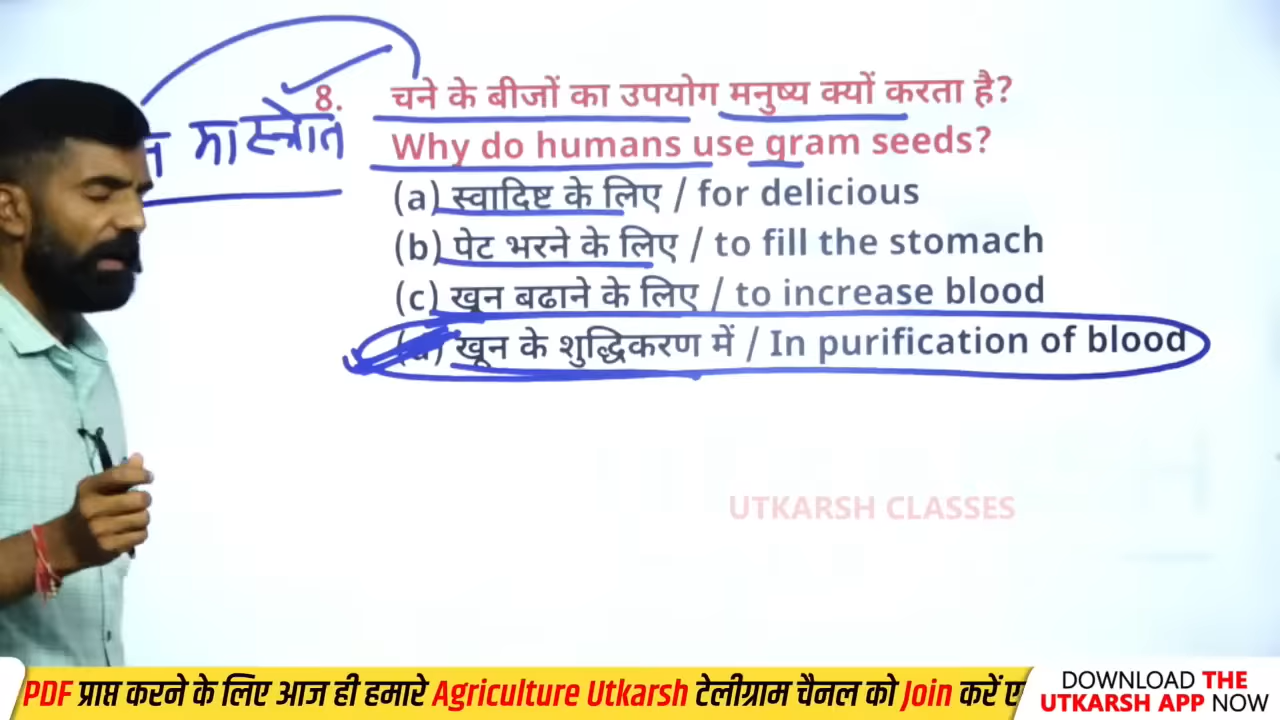 8. चने के बीजों का उपयोग मनुष्य क्यों करता है?
Why do humans use gram seeds?
(a) स्वादिष्ट के लिए / for delicious
(b) पेट भरने के लिए / to fill the stomach
(c) खून बढाने के लिए / to increase blood
खून के शुद्धिकरण में / In purification of blood
UTKARSH CLASSES
PDF प्राप्त करने के लिए आज ही हमारे Agriculture Utkarsh टेलीग्राम चैनल को Join करें
DOWNLOAD THE
UTKARSH APP NOW